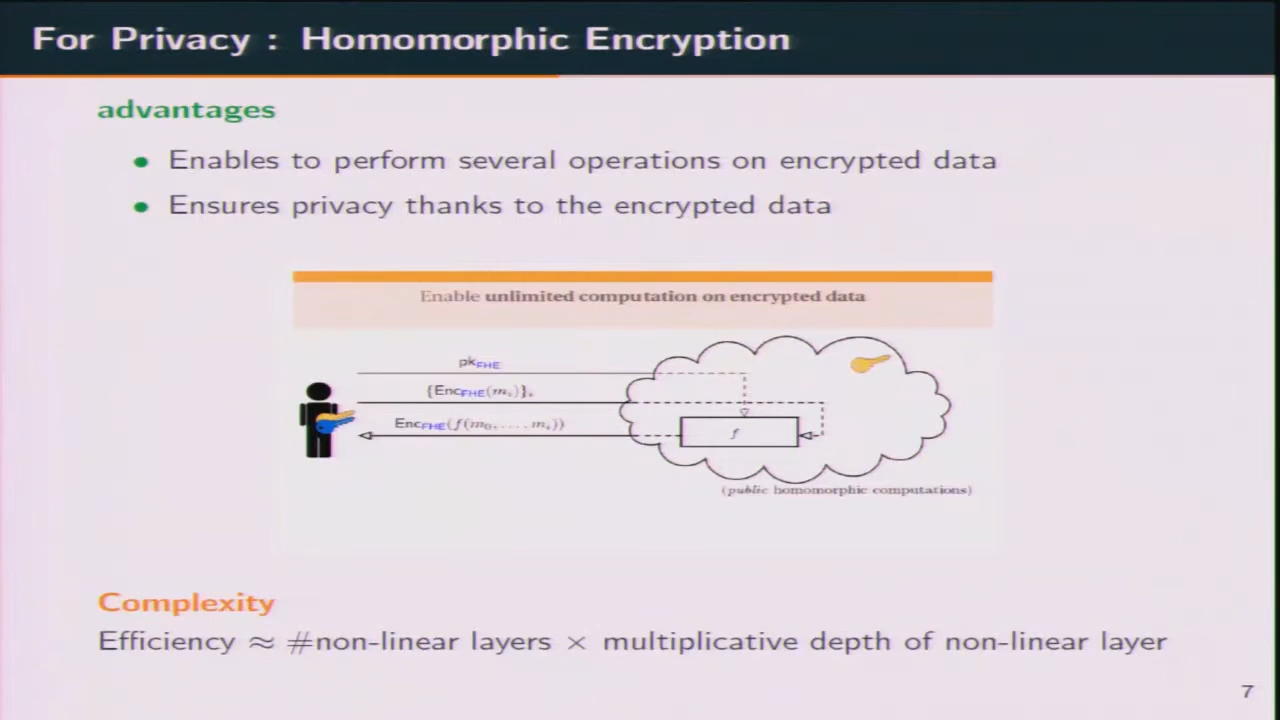 For Privacy : Homomorphic Encryption
advantages
• Enables to perform several operations on encrypted data
• Ensures privacy thanks to the encrypted data
Enable unlimited computation on encrypted data
pk_FHE
{Enc_FHE(m_i)}_i
Enc_FHE(f(m_0, . . . , m_i))
f
(public homomorphic computations)
Complexity
Efficiency ≈ #non-linear layers × multiplicative depth of non-linear layer
7